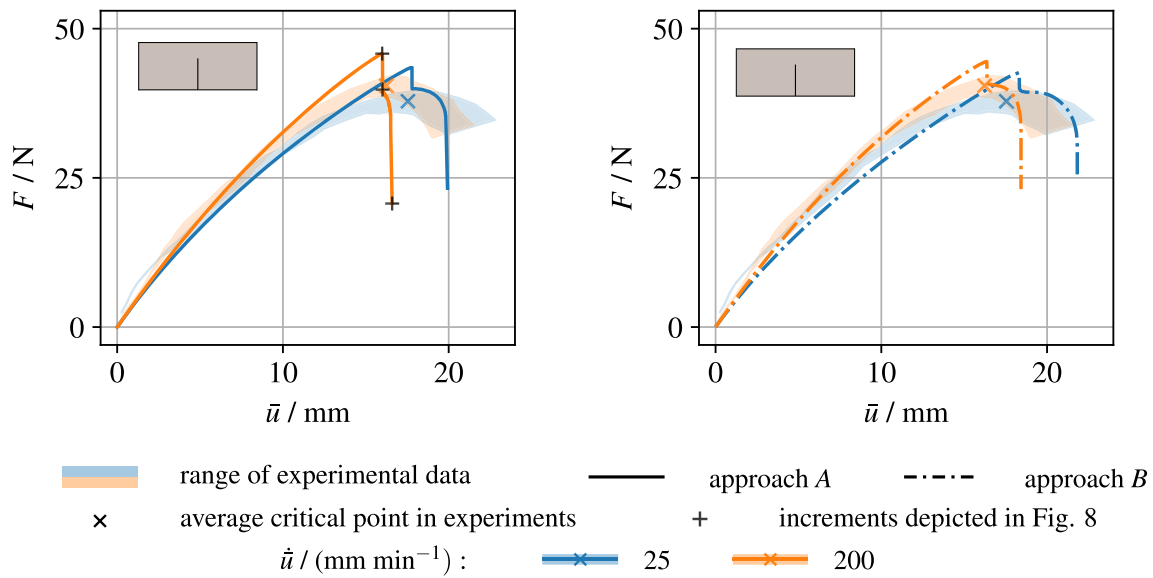 50
25
0
F / N
0 10 20
ū / mm
50
25
0
F / N
0 10 20
ū / mm
range of experimental data approach A approach B
average critical point in experiments increments depicted in Fig. 8
u̇̄ / (mm min⁻¹) : 25 200